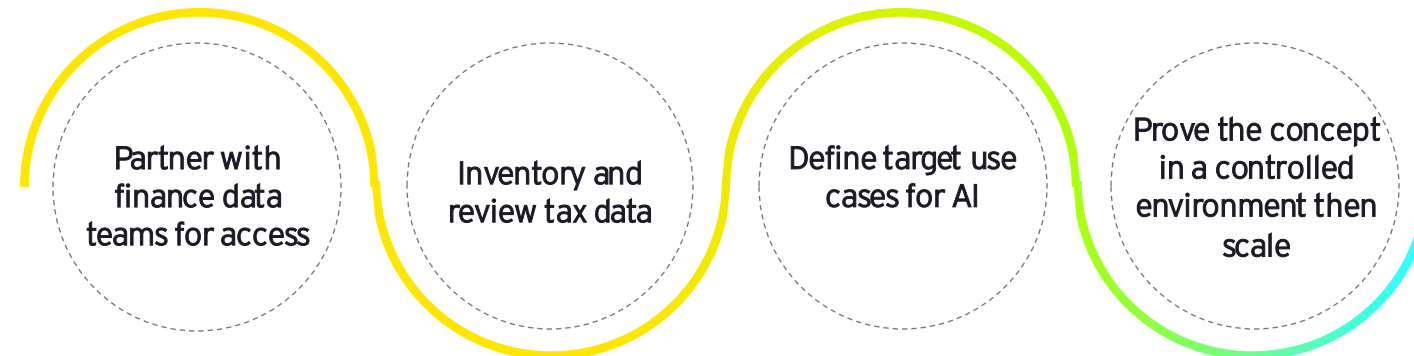 Partner with
finance data
teams for access
Inventory and
review tax data
Define target use
cases for AI
Prove the concept
in a controlled
environment then
scale